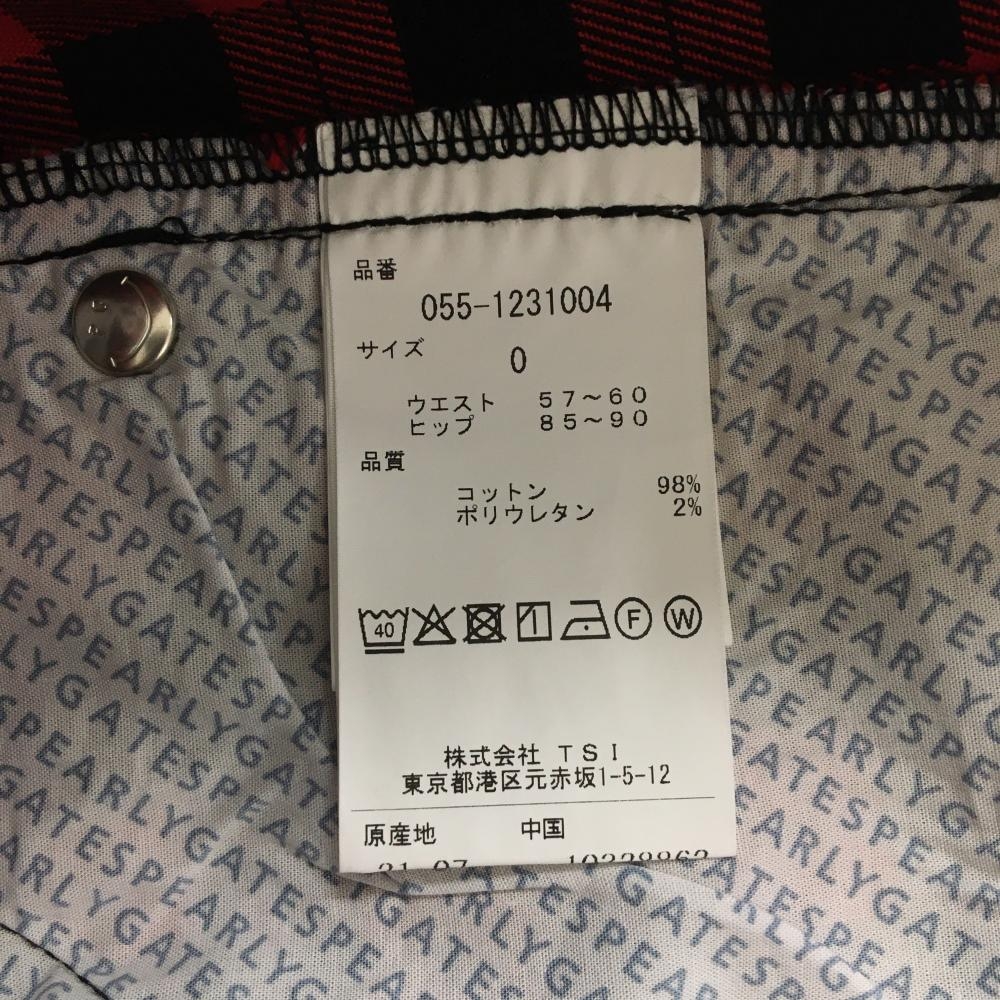 品番
055-1231004
サイズ
0
ウエスト 57～60
ヒップ 85～90
品質
コットン 98%
ポリウレタン 2%
40
F
W
株式会社 TSI
東京都港区元赤坂1-5-12
原産地 中国
PEARLYGATES